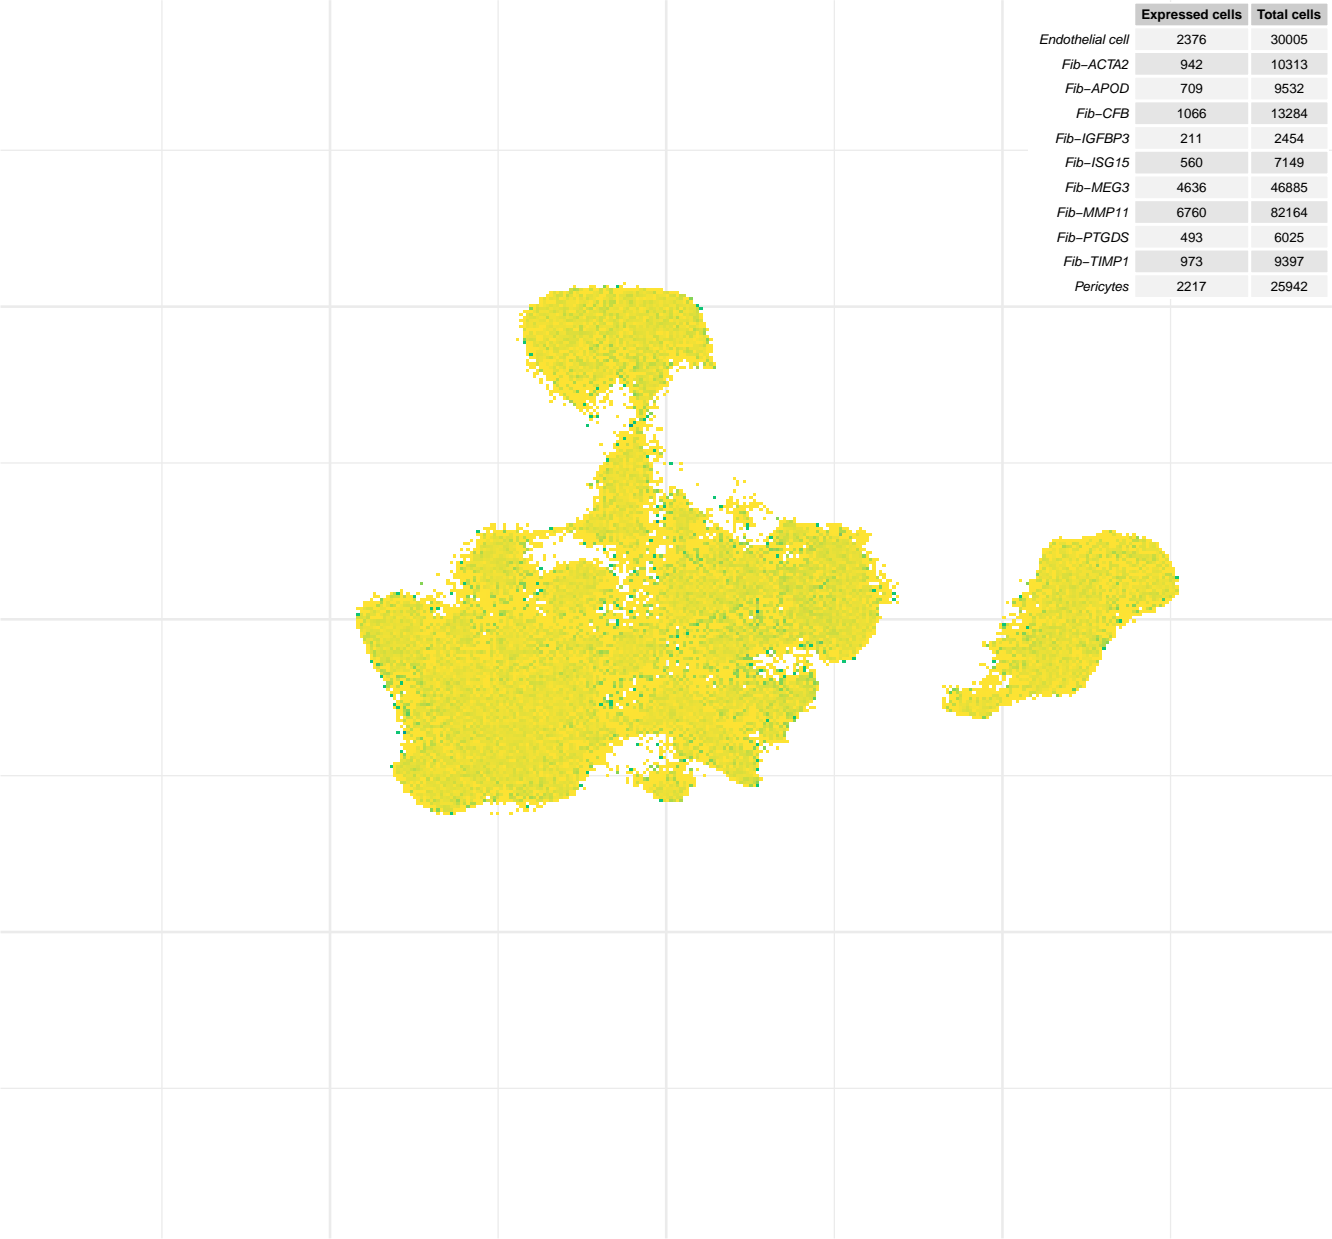 Expressed cells Total cells
Endothelial cell 2376 30005
Fib−ACTA2 942 10313
Fib−APOD 709 9532
Fib−CFB 1066 13284
Fib−IGFBP3 211 2454
Fib−ISG15 560 7149
Fib−MEG3 4636 46885
Fib−MMP11 6760 82164
Fib−PTGDS 493 6025
Fib−TIMP1 973 9397
Pericytes 2217 25942